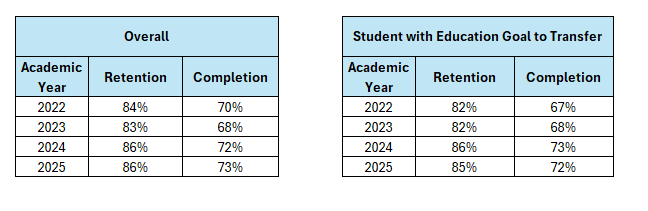 Overall
Academic Year Retention Completion
2022 84% 70%
2023 83% 68%
2024 86% 72%
2025 86% 73%
Student with Education Goal to Transfer
Academic Year Retention Completion
2022 82% 67%
2023 82% 68%
2024 86% 73%
2025 85% 72%